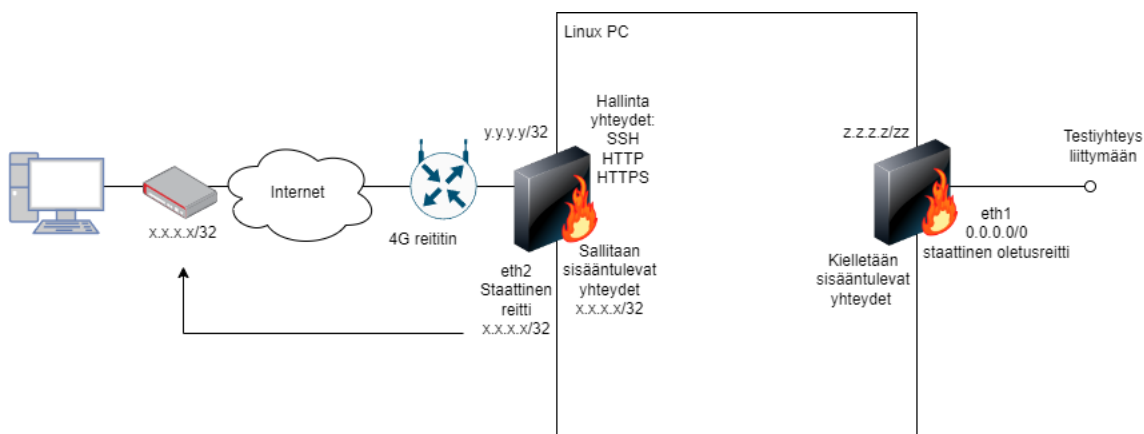 Linux PC
Hallinta
yhteydet:
SSH
HTTP
HTTPS
y.y.y.y/32
z.z.z.z/zz
Testiyhteys
liittymään
Internet
x.x.x.x/32
4G reititin
eth2
Staattinen
reitti
x.x.x.x/32
Sallitaan
sisääntulevat
yhteydet
x.x.x.x/32
Kielletään
sisääntulevat
yhteydet
eth1
0.0.0.0/0
staattinen oletusreitti